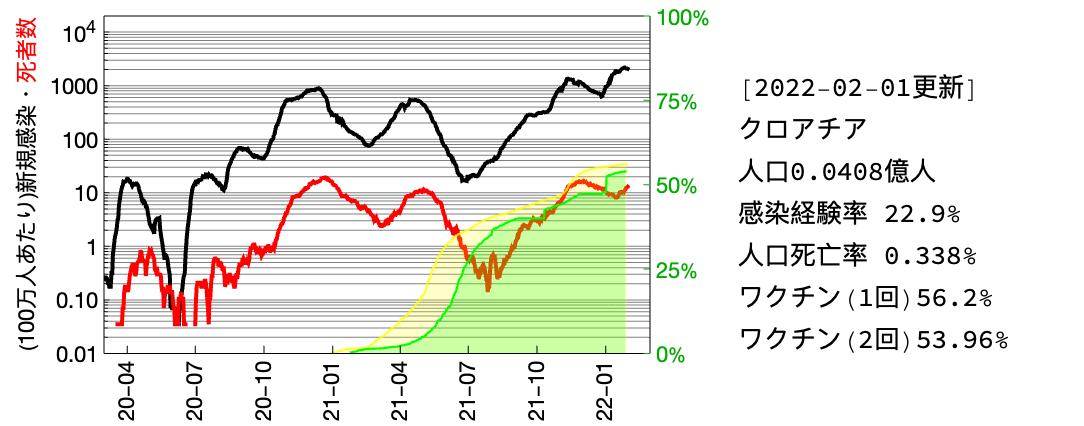 (100万人あたり)新規感染・死者数
10^4
1000
100
10
1
0.10
0.01
100%
75%
50%
25%
0%
20-04
20-07
20-10
21-01
21-04
21-07
21-10
22-01
[2022-02-01更新]
クロアチア
人口0.0408億人
感染経験率 22.9%
人口死亡率 0.338%
ワクチン(1回)56.2%
ワクチン(2回)53.96%